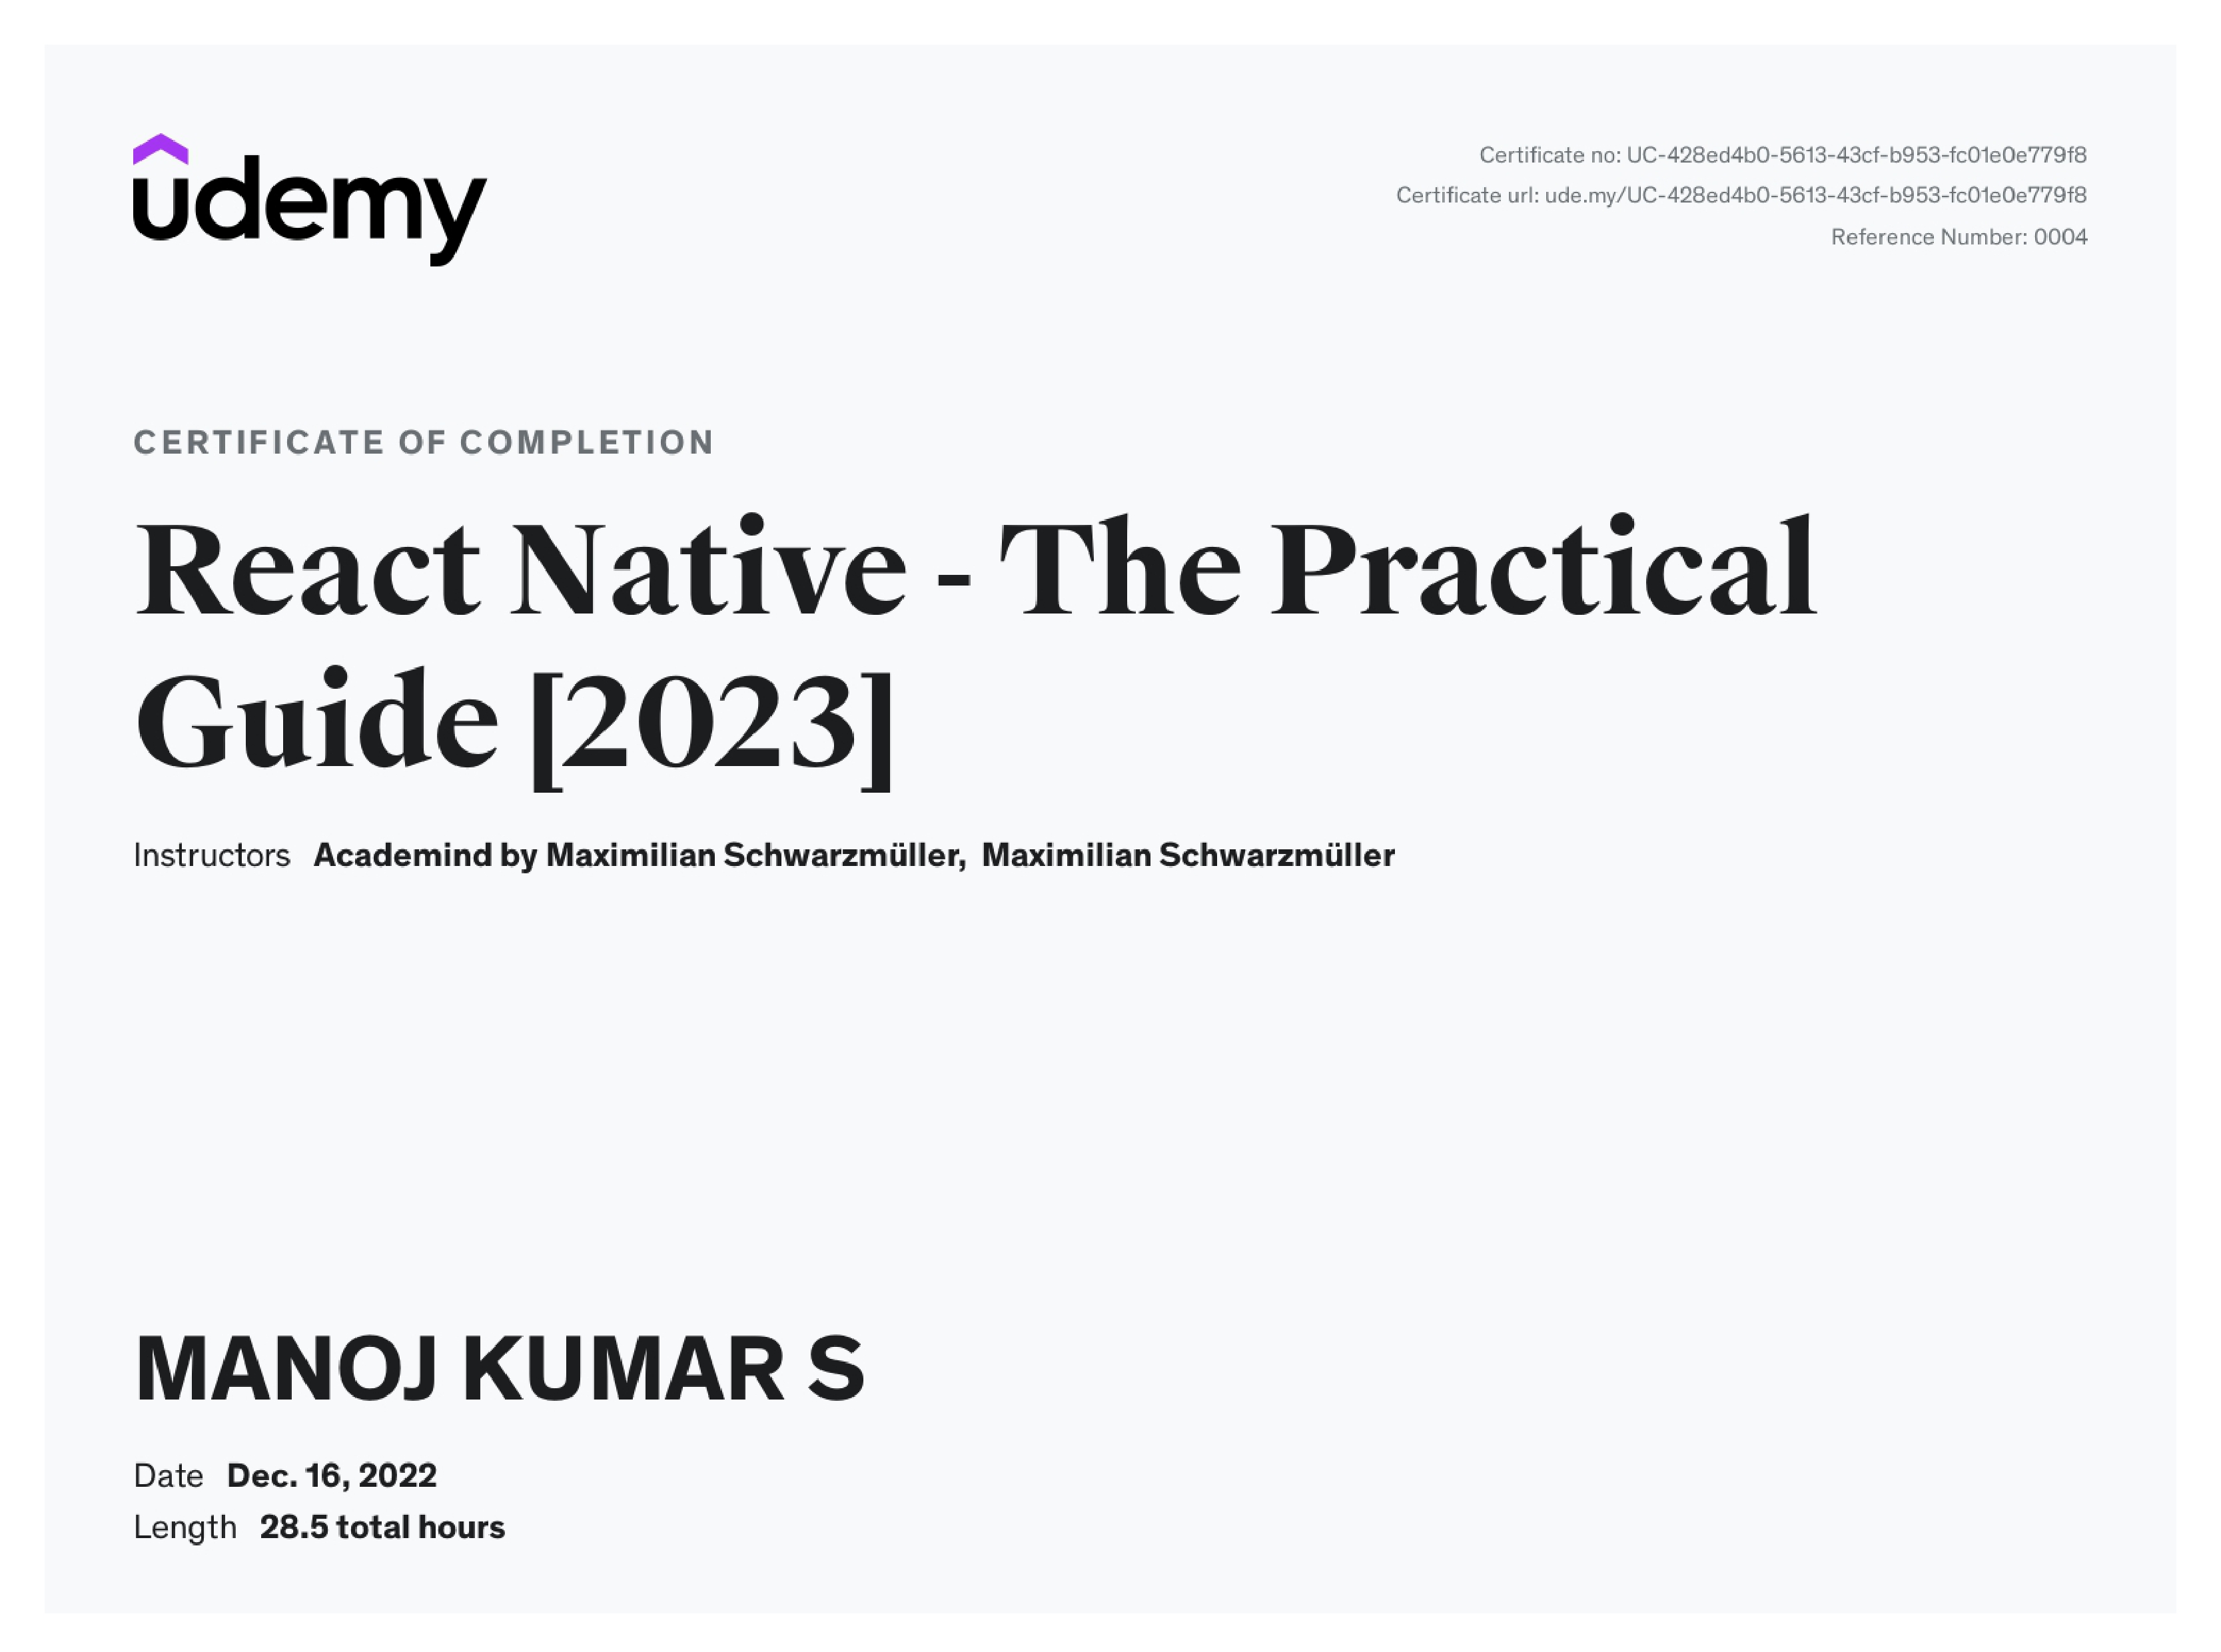 udemy
Certificate no: UC-428ed4b0-5613-43cf-b953-fc01e0e779f8
Certificate url: ude.my/UC-428ed4b0-5613-43cf-b953-fc01e0e779f8
Reference Number: 0004
CERTIFICATE OF COMPLETION
React Native - The Practical
Guide [2023]
Instructors Academind by Maximilian Schwarzmüller, Maximilian Schwarzmüller
MANOJ KUMAR S
Date Dec. 16, 2022
Length 28.5 total hours